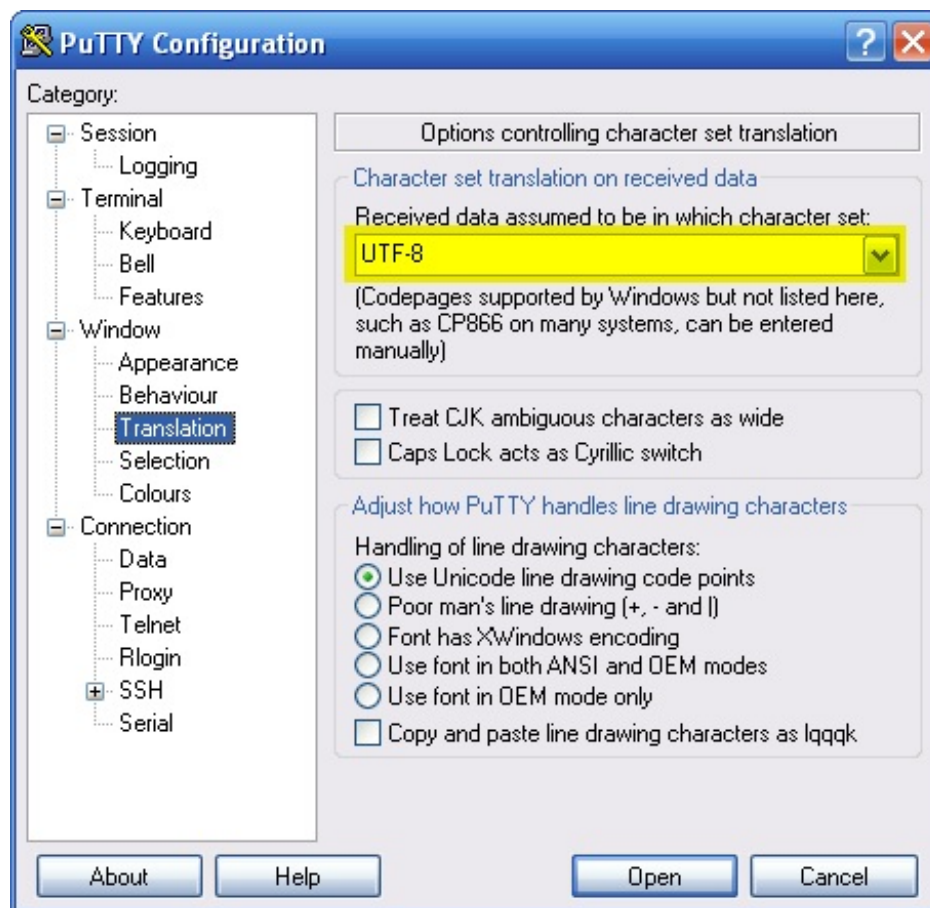 PuTTY Configuration
Category:
Session
Logging
Terminal
Keyboard
Bell
Features
Window
Appearance
Behaviour
Translation
Selection
Colours
Connection
Data
Proxy
Telnet
Rlogin
SSH
Serial
Options controlling character set translation
Character set translation on received data
Received data assumed to be in which character set:
UTF-8
(Codepages supported by Windows but not listed here,
such as CP866 on many systems, can be entered
manually)
Treat CJK ambiguous characters as wide
Caps Lock acts as Cyrillic switch
Adjust how PuTTY handles line drawing characters
Handling of line drawing characters:
Use Unicode line drawing code points
Poor man's line drawing (+, - and |)
Font has XWindows encoding
Use font in both ANSI and OEM modes
Use font in OEM mode only
Copy and paste line drawing characters as lqqqk
About
Help
Open
Cancel